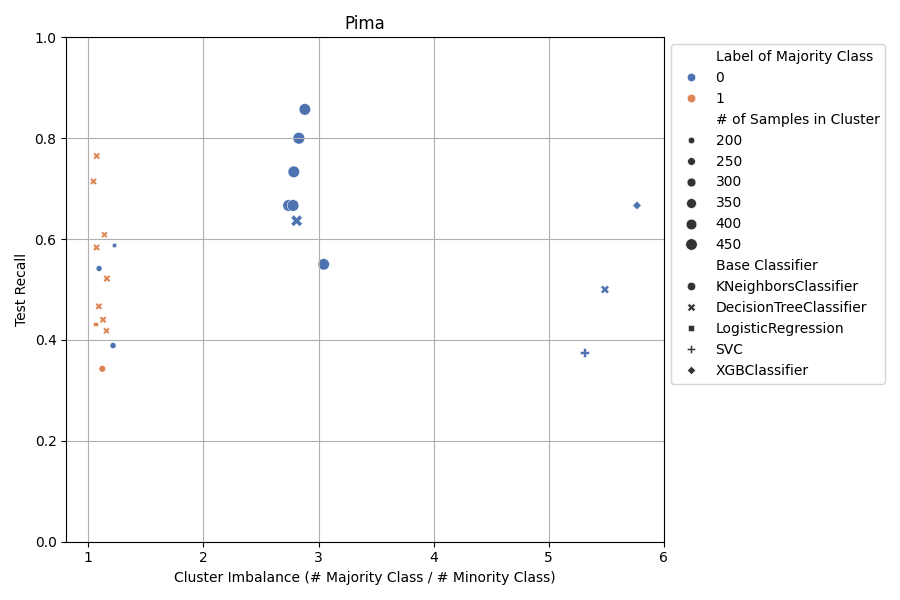 Pima
1.0
0.8
0.6
0.4
0.2
0.0
Test Recall
1 2 3 4 5 6
Cluster Imbalance (# Majority Class / # Minority Class)
Label of Majority Class
0
1
# of Samples in Cluster
200
250
300
350
400
450
Base Classifier
KNeighborsClassifier
DecisionTreeClassifier
LogisticRegression
SVC
XGBClassifier